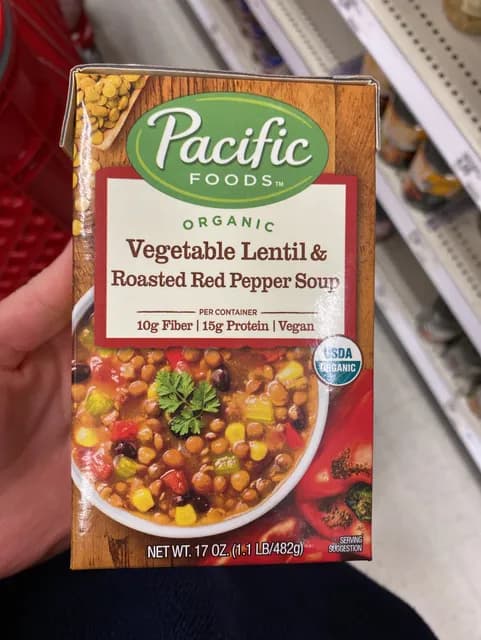 Pacific
FOODS™
ORGANIC
Vegetable Lentil &
Roasted Red Pepper Soup
PER CONTAINER
10g Fiber | 15g Protein | Vegan
USDA
ORGANIC
NET WT. 17 OZ. (1.1 LB/482g)
SERVING
SUGGESTION